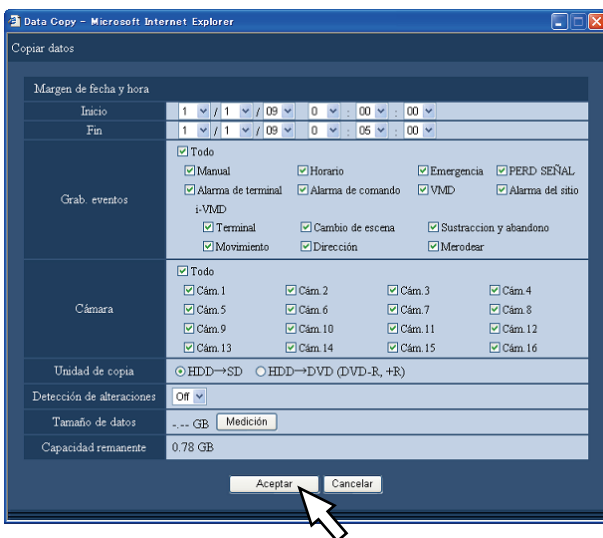 Data Copy - Microsoft Internet Explorer
Copiar datos
Margen de fecha y hora
Inicio 1 / 1 / 09 0 : 00 : 00
Fin 1 / 1 / 09 0 : 05 : 00
Todo
Manual Horario Emergencia PERD SEÑAL
Grab. eventos Alarma de terminal Alarma de comando VMD Alarma del sitio
i-VMD
Terminal Cambio de escena Sustraccion y abandono
Movimiento Dirección Merodear
Todo
Cám.1 Cám.2 Cám.3 Cám.4
Cámara Cám.5 Cám.6 Cám.7 Cám.8
Cám.9 Cám.10 Cám.11 Cám.12
Cám.13 Cám.14 Cám.15 Cám.16
Unidad de copia HDD→SD HDD→DVD (DVD-R, +R)
Detección de alteraciones Off
Tamaño de datos -.-- GB Medición
Capacidad remanente 0.78 GB
Aceptar Cancelar